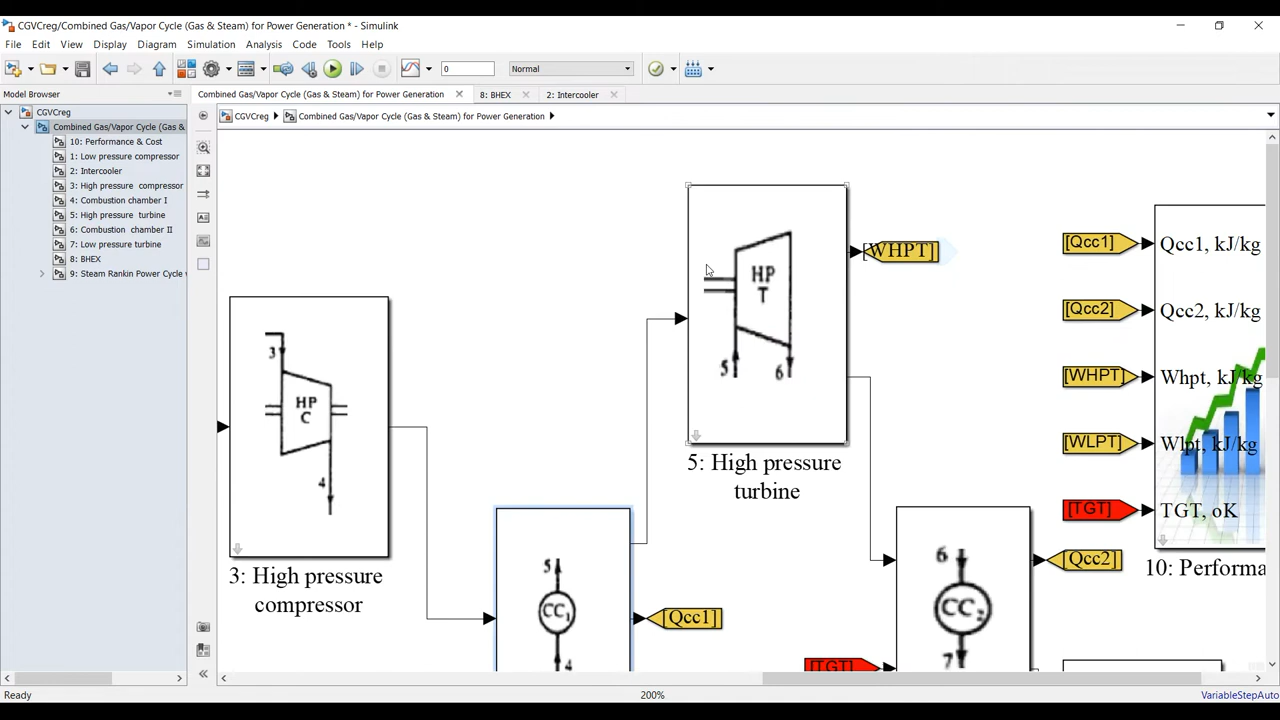 CGVCreg/Combined Gas/Vapor Cycle (Gas & Steam) for Power Generation * - Simulink
File Edit View Display Diagram Simulation Analysis Code Tools Help
0
Normal
Model Browser
Combined Gas/Vapor Cycle (Gas & Steam) for Power Generation
8: BHEX
2: Intercooler
CGVCreg
Combined Gas/Vapor Cycle (Gas & Steam) for Power Generation
CGVCreg
Combined Gas/Vapor Cycle (Gas &
10: Performance & Cost
1: Low pressure compressor
2: Intercooler
3: High pressure compressor
4: Combustion chamber I
5: High pressure turbine
6: Combustion chamber II
7: Low pressure turbine
8: BHEX
9: Steam Rankin Power Cycle
3
HP
C
4
3: High pressure
compressor
5
CC1
4
[Qcc1]
HP
T
5 6
5: High pressure
turbine
[WHPT]
6
CC2
7
[Qcc2]
[TGT]
[Qcc1] Qcc1, kJ/kg
[Qcc2] Qcc2, kJ/kg
[WHPT] Whpt, kJ/kg
[WLPT] Wlpt, kJ/kg
[TGT] TGT, oK
10: Performa
Ready
200%
VariableStepAuto